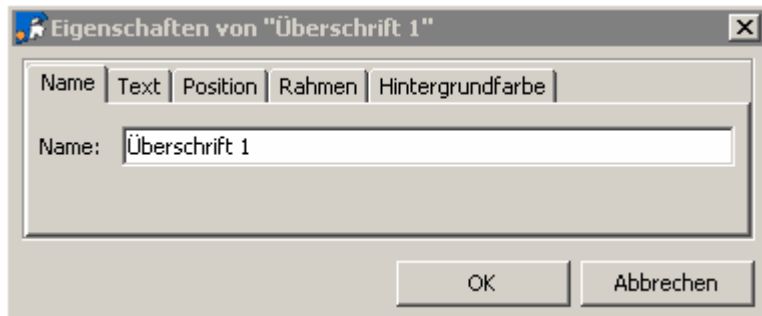 Eigenschaften von "Überschrift 1"
Name Text Position Rahmen Hintergrundfarbe
Name: Überschrift 1
OK Abbrechen